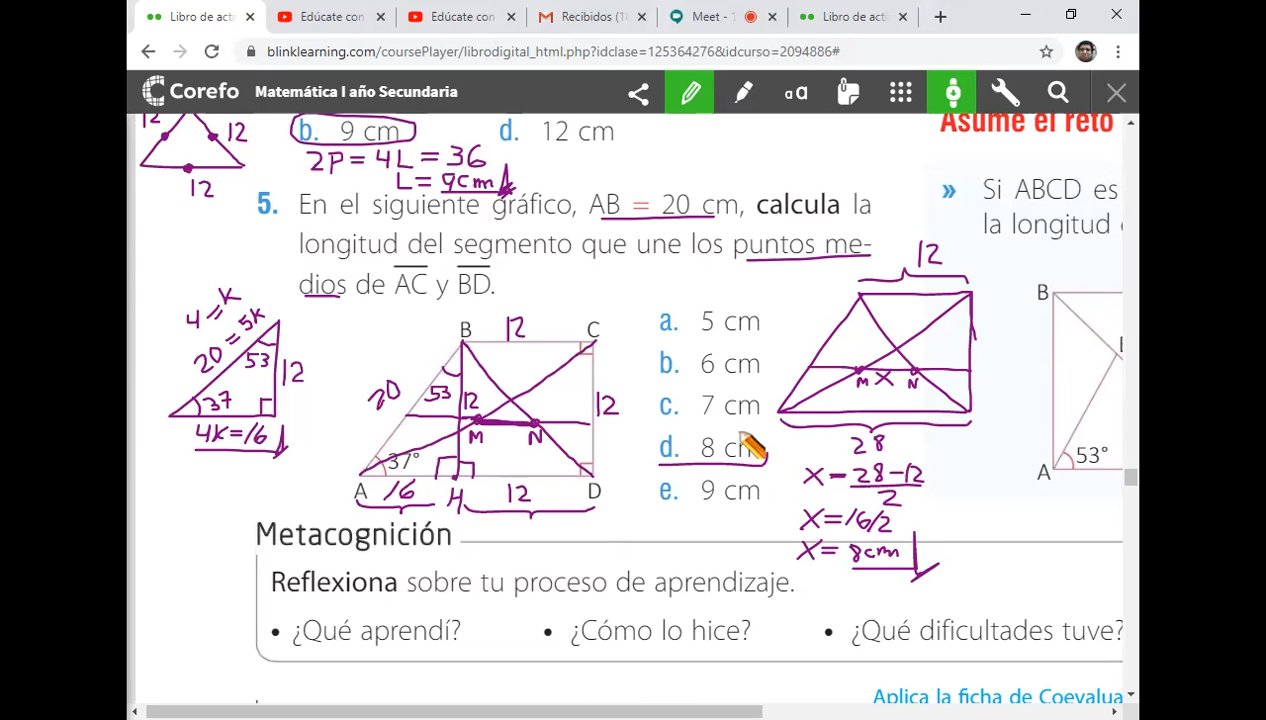 Libro de acti
Edúcate con
Edúcate con
Recibidos (1
Meet - 
Libro de acti
blinklearning.com/coursePlayer/librodigital_html.php?idclase=125364276&idcurso=2094886#
Corefo
Matemática I año Secundaria
aA
Asume el reto
12
12
12
b. 9 cm
d. 12 cm
2P = 4L = 36
L = 9cm
5. En el siguiente gráfico, AB = 20 cm, calcula la
longitud del segmento que une los puntos me-
dios de AC y BD.
» Si ABCD es
la longitud
a. 5 cm
b. 6 cm
c. 7 cm
d. 8 cm
e. 9 cm
4 = K
20 = 5K
53
12
37
4K=16
B
12
C
20
53
12
12
M
N
37°
A
16
H
12
D
12
M
X
N
28
X = 28-12
2
X = 16/2
X = 8cm
B
A
53°
Metacognición
Reflexiona sobre tu proceso de aprendizaje.
• ¿Qué aprendí?
• ¿Cómo lo hice?
• ¿Qué dificultades tuve?
Aplica la ficha de Coevalua